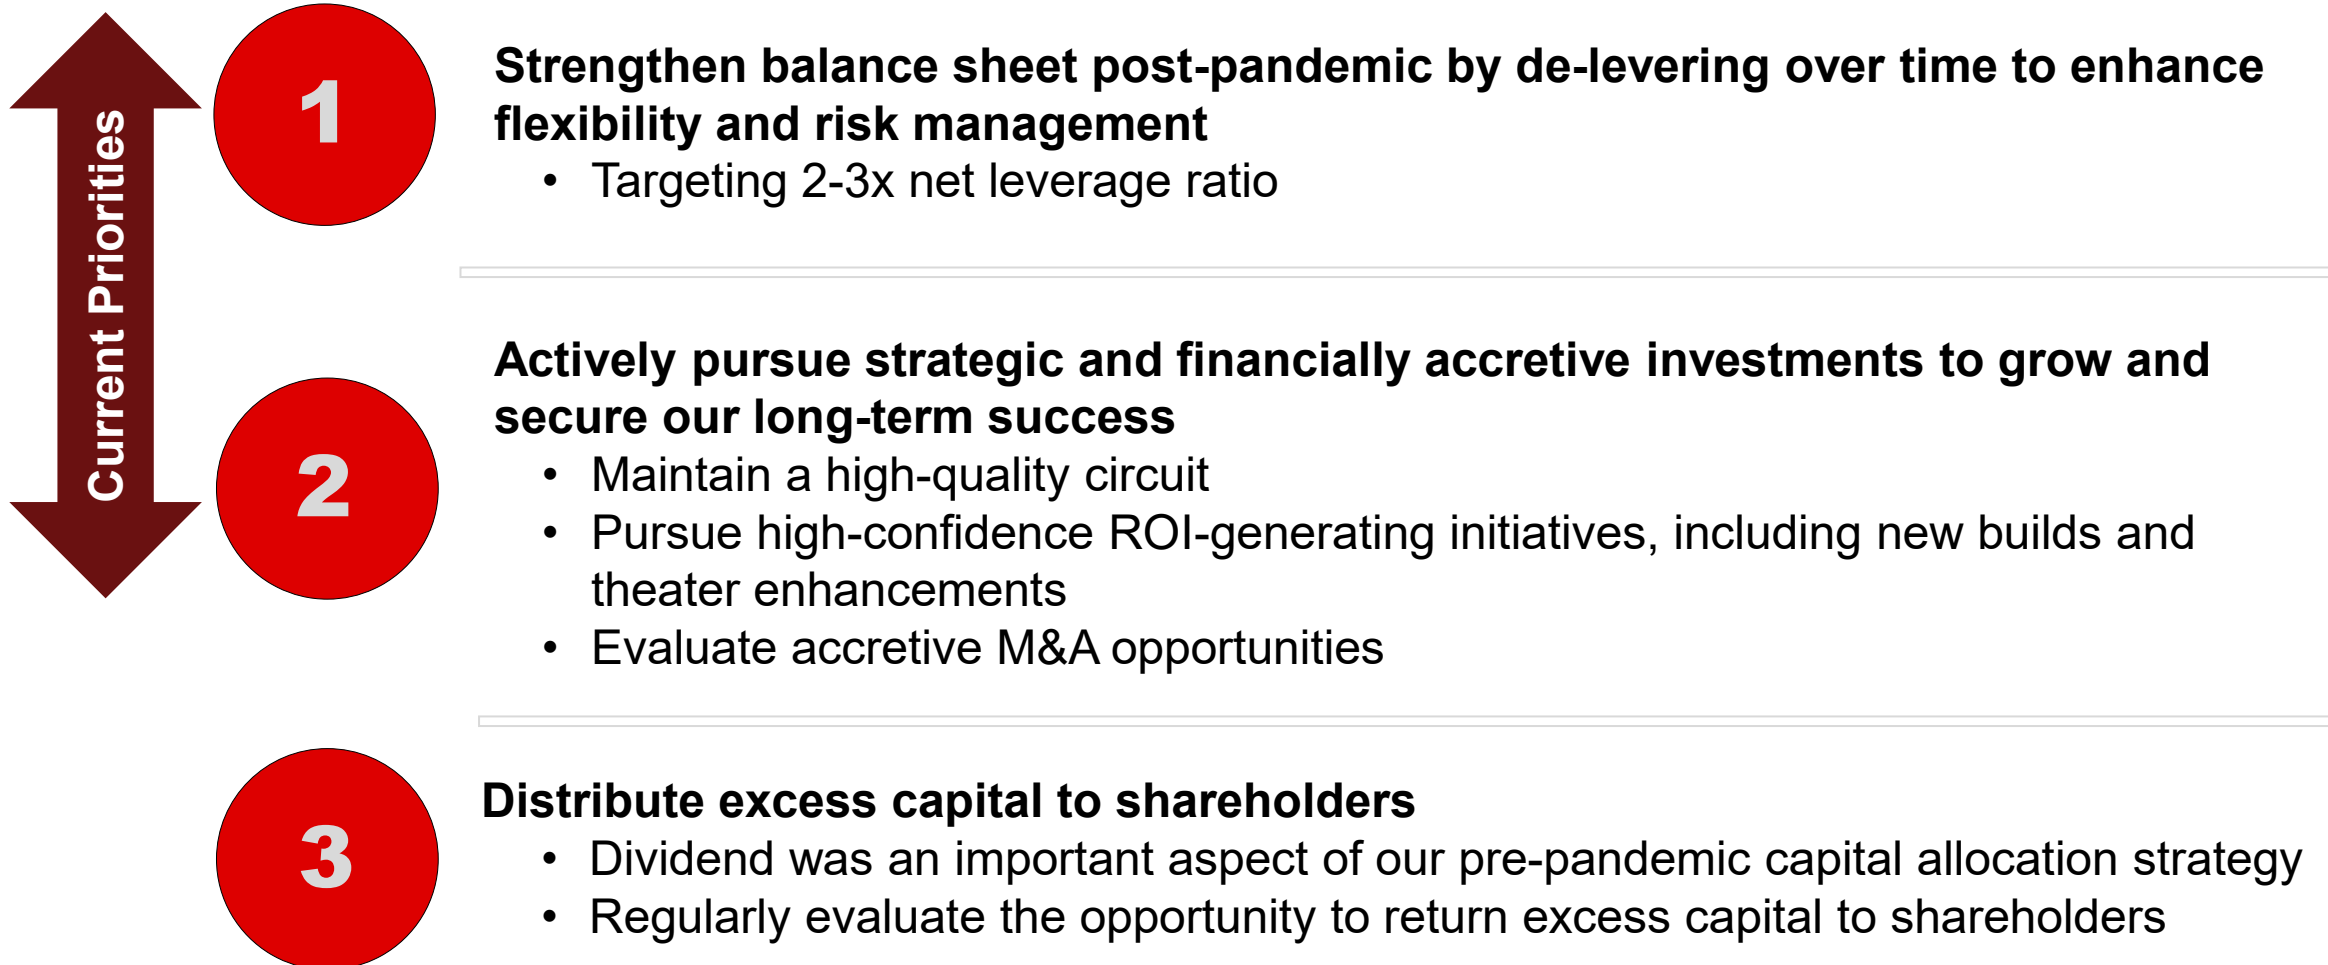 Current Priorities
1
Strengthen balance sheet post-pandemic by de-levering over time to enhance
flexibility and risk management
• Targeting 2-3x net leverage ratio
2
Actively pursue strategic and financially accretive investments to grow and
secure our long-term success
• Maintain a high-quality circuit
• Pursue high-confidence ROI-generating initiatives, including new builds and
theater enhancements
• Evaluate accretive M&A opportunities
3
Distribute excess capital to shareholders
• Dividend was an important aspect of our pre-pandemic capital allocation strategy
• Regularly evaluate the opportunity to return excess capital to shareholders